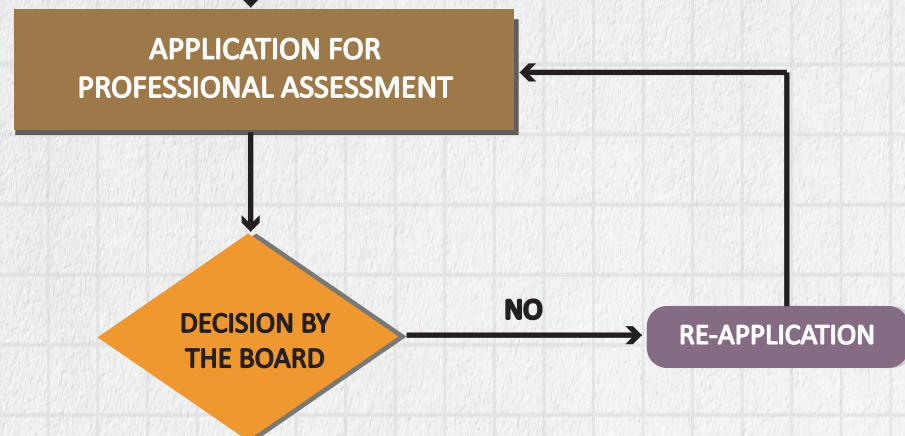 APPLICATION FOR
PROFESSIONAL ASSESSMENT
DECISION BY
THE BOARD
NO
RE-APPLICATION